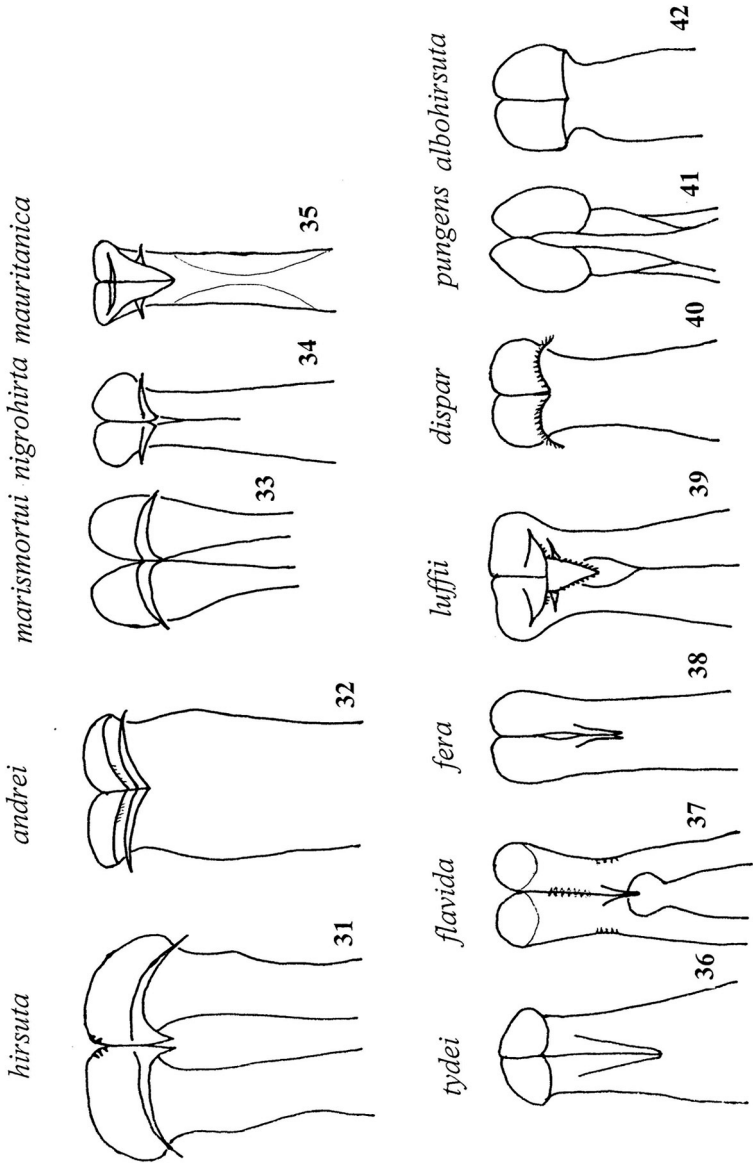 hirsuta andrei marismortui nigrohirta mauritanica
31 32 33 34 35
tydei flavida fera luffii dispar pungens albohirsuta
36 37 38 39 40 41 42